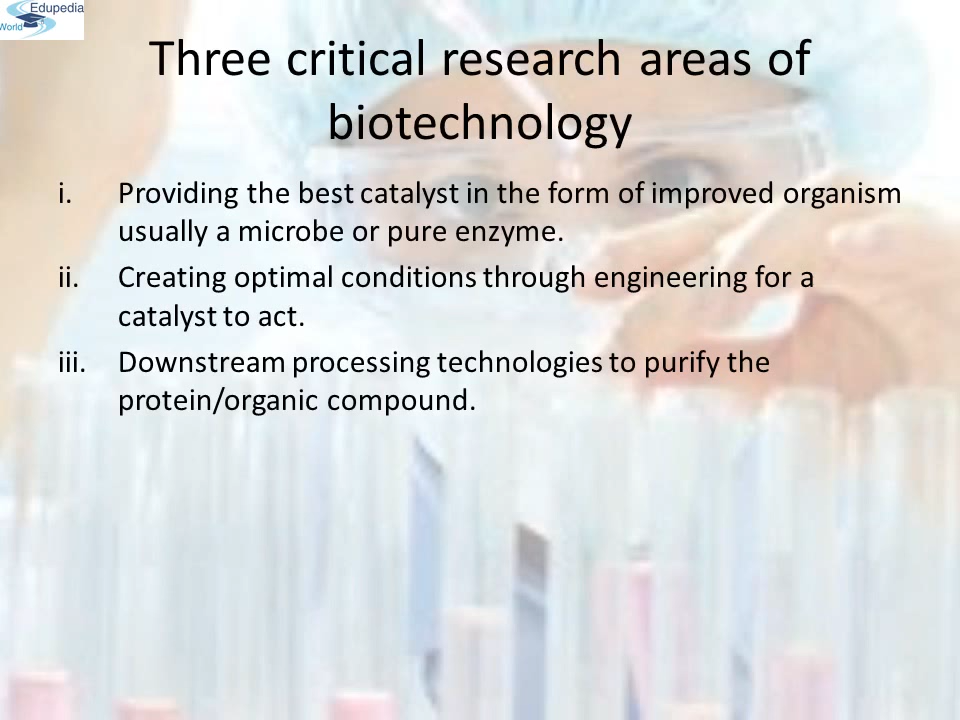 Edupedia
World
Three critical research areas of
biotechnology
i. Providing the best catalyst in the form of improved organism
usually a microbe or pure enzyme.
ii. Creating optimal conditions through engineering for a
catalyst to act.
iii. Downstream processing technologies to purify the
protein/organic compound.